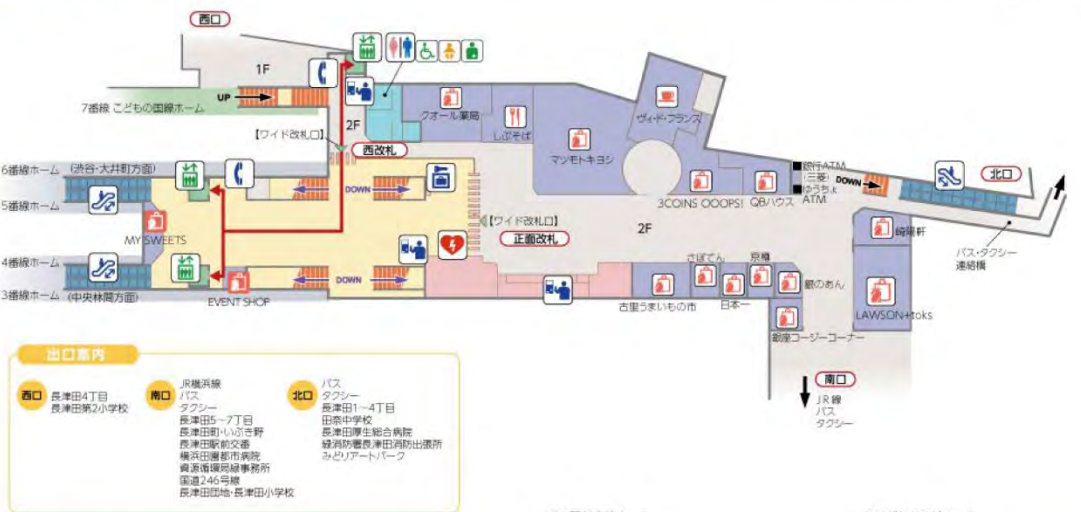 西口
1F
UP
7番線 こどもの国線ホーム
2F
【ワイド改札口】
西改札
クオール薬局
しぶそば
マツモトキヨシ
ヴィ・ド・フランス
6番線ホーム (渋谷・大井町方面)
5番線ホーム
DOWN
MY SWEETS
【ワイド改札口】
正面改札
2F
3COINS OOOPS!
QBハウス
銀行ATM
(三菱)
ゆうちょ
ATM
DOWN
北口
バス・タクシー
連絡橋
崎陽軒
4番線ホーム
3番線ホーム (中央林間方面)
DOWN
EVENT SHOP
古里うまいもの市
さぼてん
日本一
京樽
銀のあん
LAWSON+toks
銀座コージーコーナー
南口
JR線
バス
タクシー
出口案内
西口
長津田4丁目
長津田第2小学校
南口
JR横浜線
バス
タクシー
長津田5〜7丁目
長津田町・いぶき野
長津田駅前交番
横浜田園都市病院
資源循環局緑事務所
国道246号線
長津田団地・長津田小学校
北口
バス
タクシー
長津田1〜4丁目
田奈中学校
長津田厚生総合病院
緑消防署長津田消防出張所
みどりアートパーク